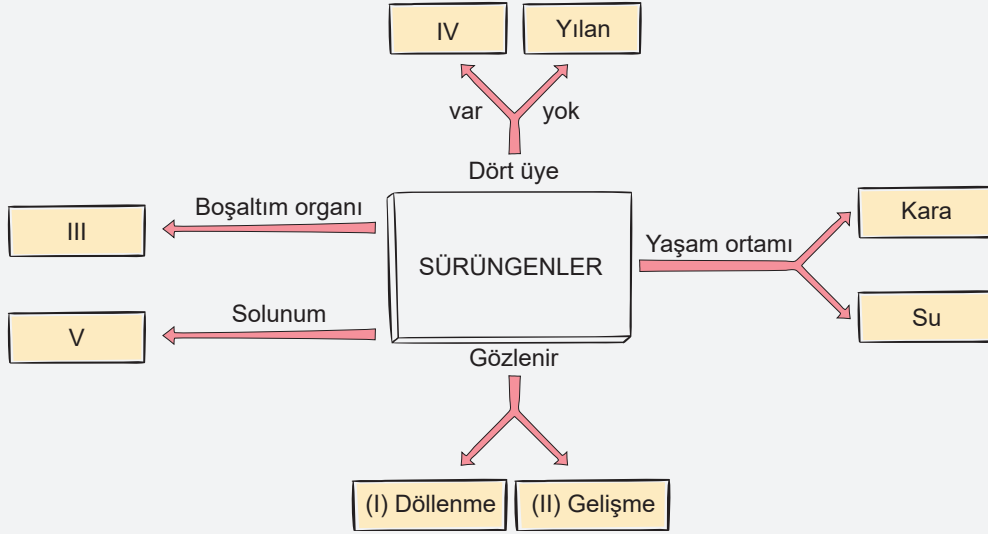 IV
Yılan
var
yok
Dört üye
Boşaltım organı
III
SÜRÜNGENLER
Yaşam ortamı
Kara
Su
Solunum
V
Gözlenir
(I) Döllenme
(II) Gelişme